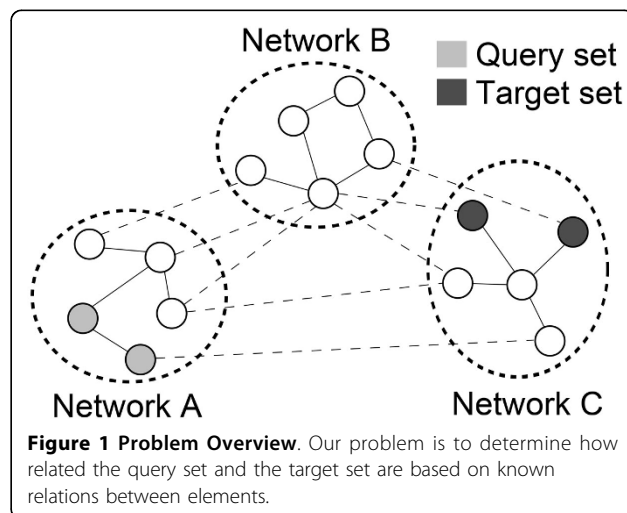 Network B
Query set
Target set
Network A
Network C
Figure 1 Problem Overview. Our problem is to determine how
related the query set and the target set are based on known
relations between elements.